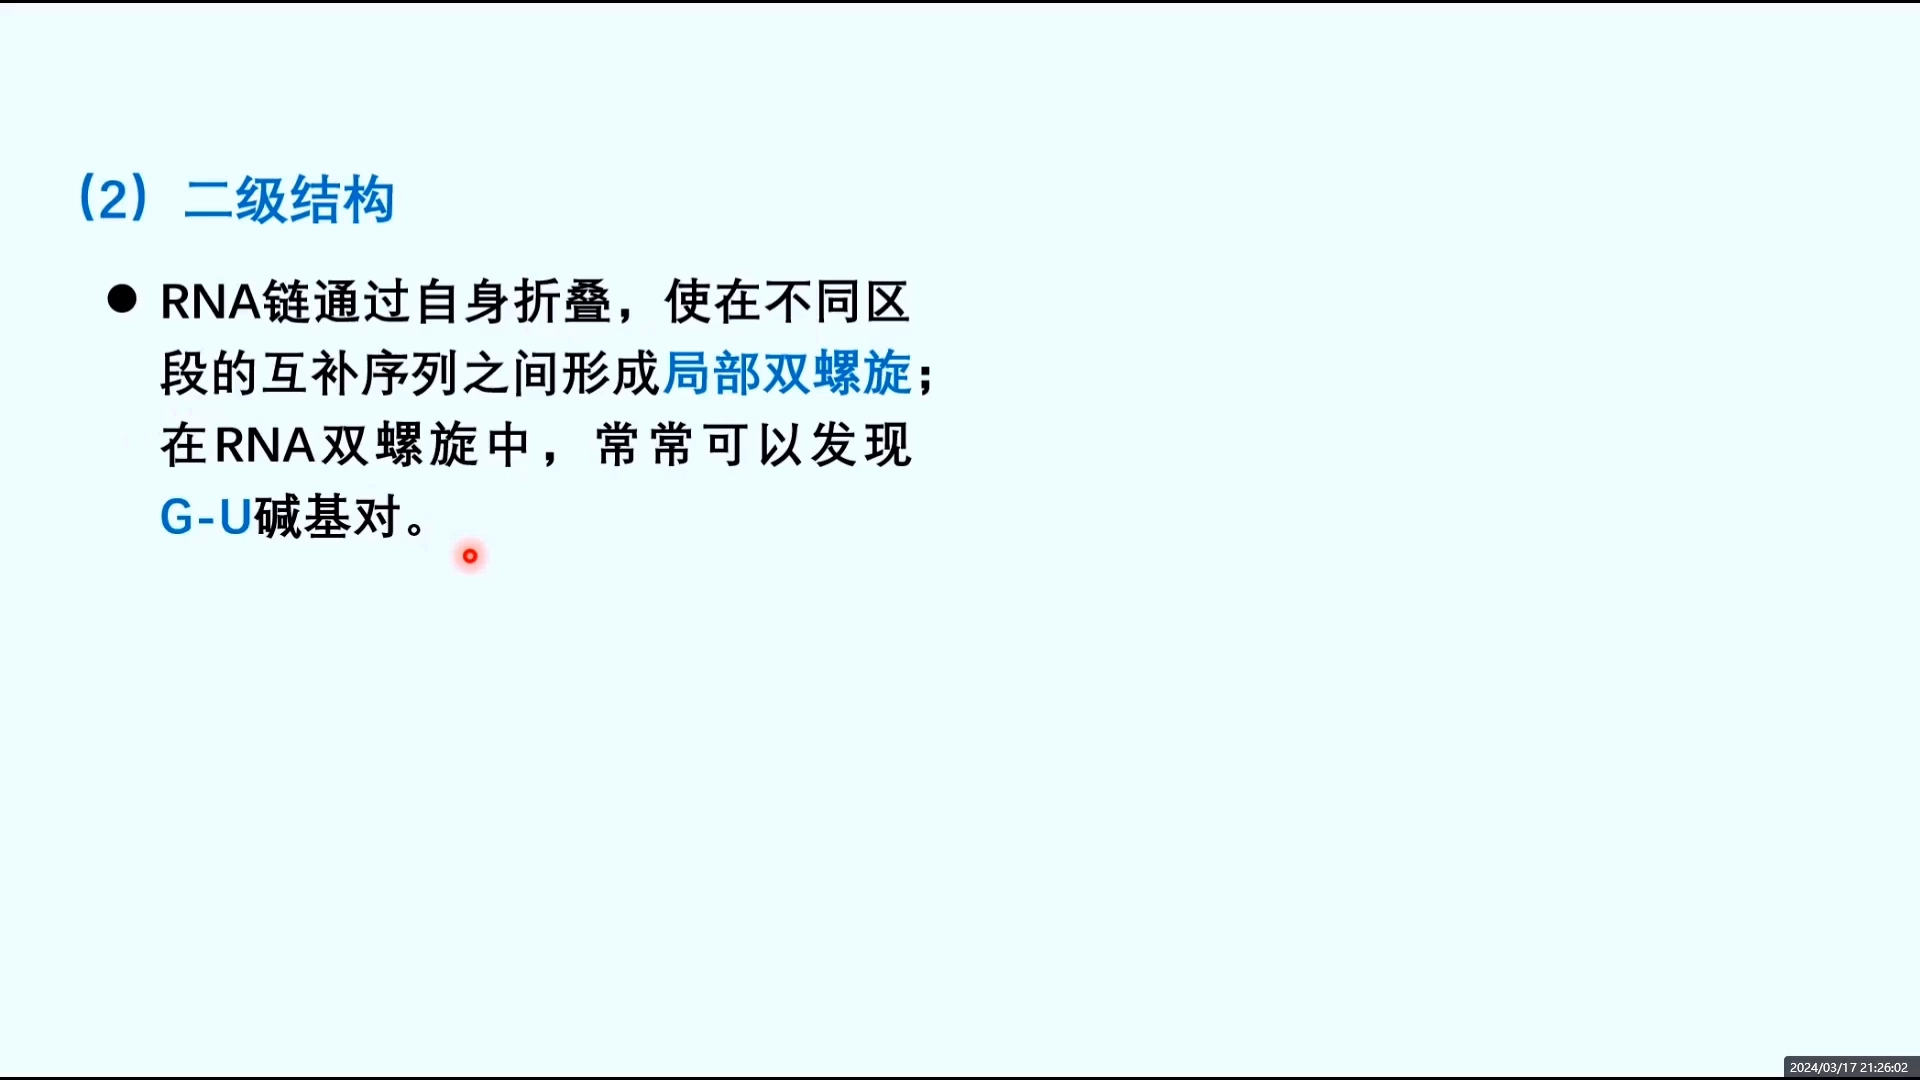 （2）二级结构
● RNA链通过自身折叠，使在不同区
段的互补序列之间形成局部双螺旋；
在RNA双螺旋中，常常可以发现
G-U碱基对。
2024/03/17 21:26:02